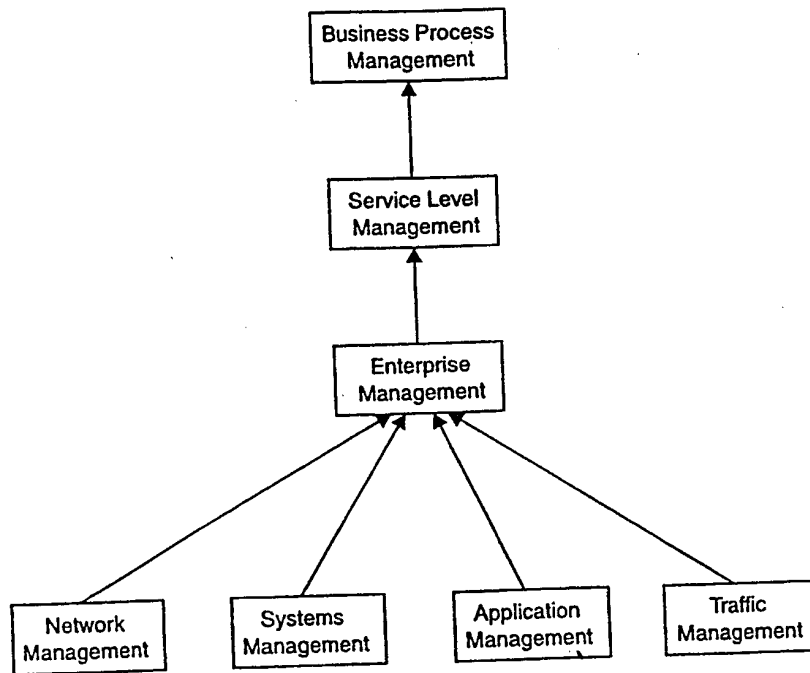 Business Process
Management
Service Level
Management
Enterprise
Management
Network
Management
Systems
Management
Application
Management
Traffic
Management